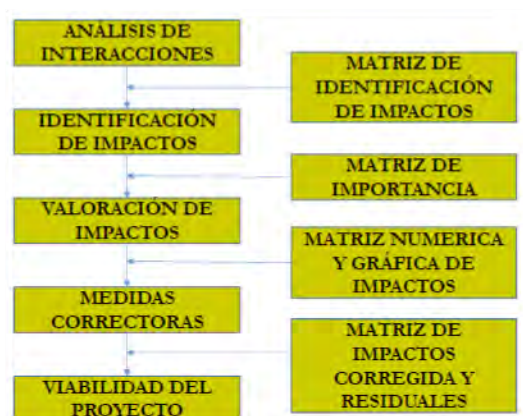 ANÁLISIS DE
INTERACCIONES
MATRIZ DE
IDENTIFICACIÓN
DE IMPACTOS
IDENTIFICACIÓN
DE IMPACTOS
MATRIZ DE
IMPORTANCIA
VALORACIÓN DE
IMPACTOS
MATRIZ NUMERICA
Y GRÁFICA DE
IMPACTOS
MEDIDAS
CORRECTORAS
MATRIZ DE
IMPACTOS
CORREGIDA Y
RESIDUALES
VIABILIDAD DEL
PROYECTO